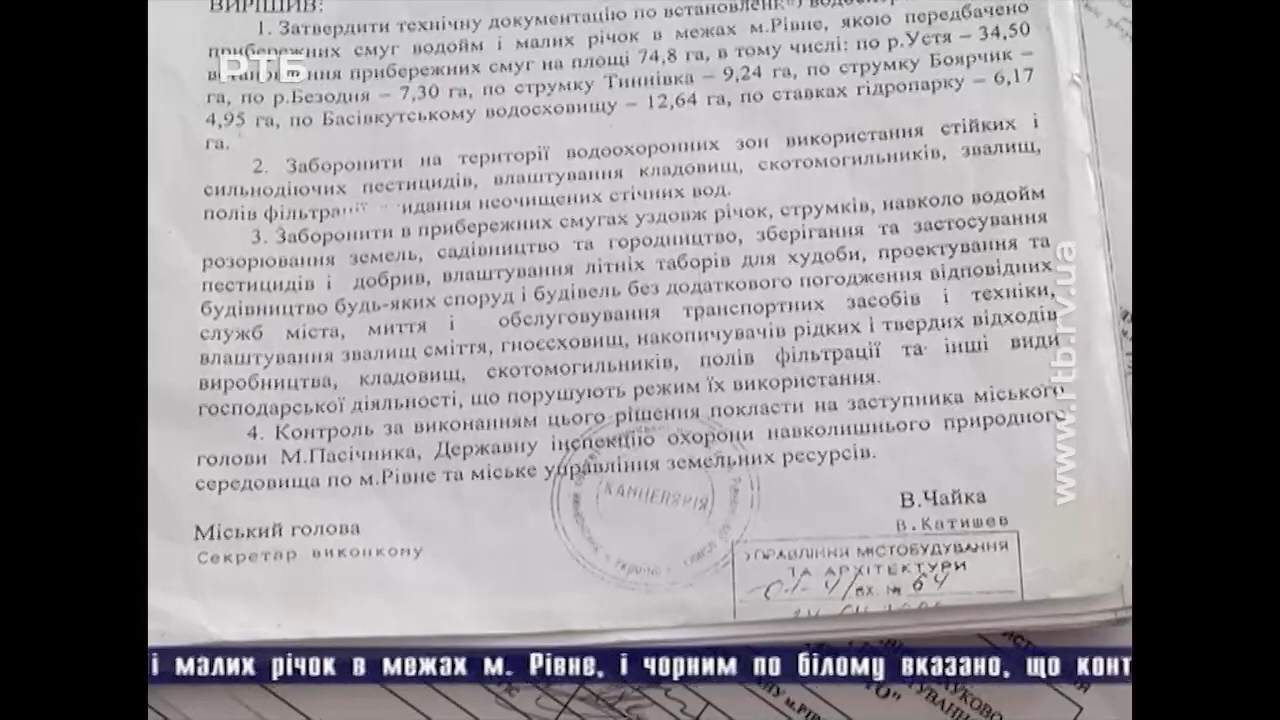 ВИРІШИВ:
1. Затвердити технічну документацію по
прибережних смуг водойм і малих річок в межах м.Рівне, якою передбачено
прибережних смуг на площі 74,8 га, в тому числі: по р.Устя – 34,50
га, по р.Безодня – 7,30 га, по струмку Тиннівка – 9,24 га, по струмку Боярчик –
4,95 га, по Басівкутському водосховищу – 12,64 га, по ставках гідропарку – 6,17
га.
2. Заборонити на території водоохоронних зон використання стійких і
сильнодіючих пестицидів, влаштування кладовищ, скотомогильників, звалищ,
полів фільтрації неочищених стічних вод.
3. Заборонити в прибережних смугах уздовж річок, струмків, навколо водойм
розорювання земель, садівництво та городництво, зберігання та застосування
пестицидів і добрив, влаштування літніх таборів для худоби, проектування та
будівництво будь-яких споруд і будівель без додаткового погодження відповідних
служб міста, миття і обслуговування транспортних засобів і техніки,
влаштування звалищ сміття, гноєсховищ, накопичувачів рідких і твердих відходів
виробництва, кладовищ, скотомогильників, полів фільтрації та інші види
господарської діяльності, що порушують режим їх використання.
4. Контроль за виконанням цього рішення покласти на заступника міського
голови М.Пасічника, Державну інспекцію охорони навколишнього природного
середовища по м.Рівне та міське управління земельних ресурсів.
Міський голова В.Чайка
Секретар виконкому В.Катишев
КАНЦЕЛЯРІЯ
УПРАВЛІННЯ МІСТОБУДУВАННЯ
ТА АРХІТЕКТУРИ
ВХ. № 64
РТБ
www.rtb.rv.ua
і малих річок в межах м. Рівне, і чорним по білому вказано, що конт